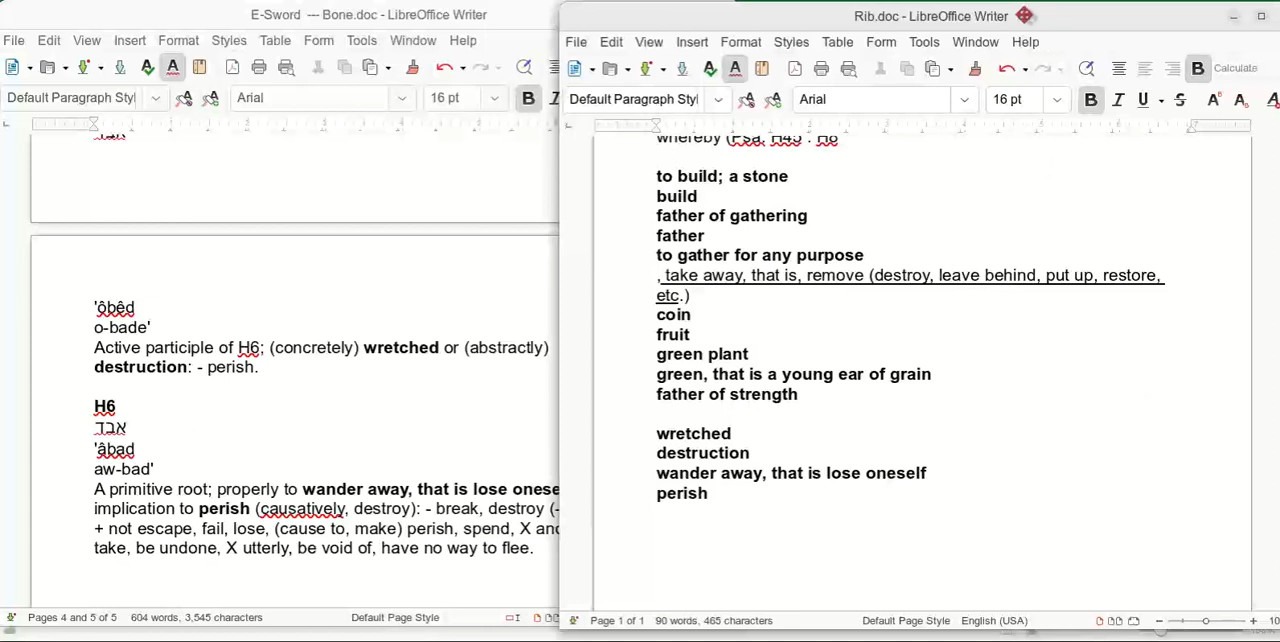 E-Sword --- Bone.doc - LibreOffice Writer
File Edit View Insert Format Styles Table Form Tools Window Help
Default Paragraph Styl
Arial
16 pt
B I
אבד
'ôbêd
o-bade'
Active participle of H6; (concretely) wretched or (abstractly)
destruction: - perish.
H6
אבד
'âbad
aw-bad'
A primitive root; properly to wander away, that is lose onese
implication to perish (causatively, destroy): - break, destroy (-
+ not escape, fail, lose, (cause to, make) perish, spend, X and
take, be undone, X utterly, be void of, have no way to flee.
Pages 4 and 5 of 5 604 words, 3,545 characters Default Page Style
Rib.doc - LibreOffice Writer
File Edit View Insert Format Styles Table Form Tools Window Help
B Calculate
Default Paragraph Styl
Arial
16 pt
B I U S A A A
whereby (Psa. H45 . H8
to build; a stone
build
father of gathering
father
to gather for any purpose
, take away, that is, remove (destroy, leave behind, put up, restore,
etc.)
coin
fruit
green plant
green, that is a young ear of grain
father of strength
wretched
destruction
wander away, that is lose oneself
perish
Page 1 of 1 90 words, 465 characters Default Page Style English (USA) 10